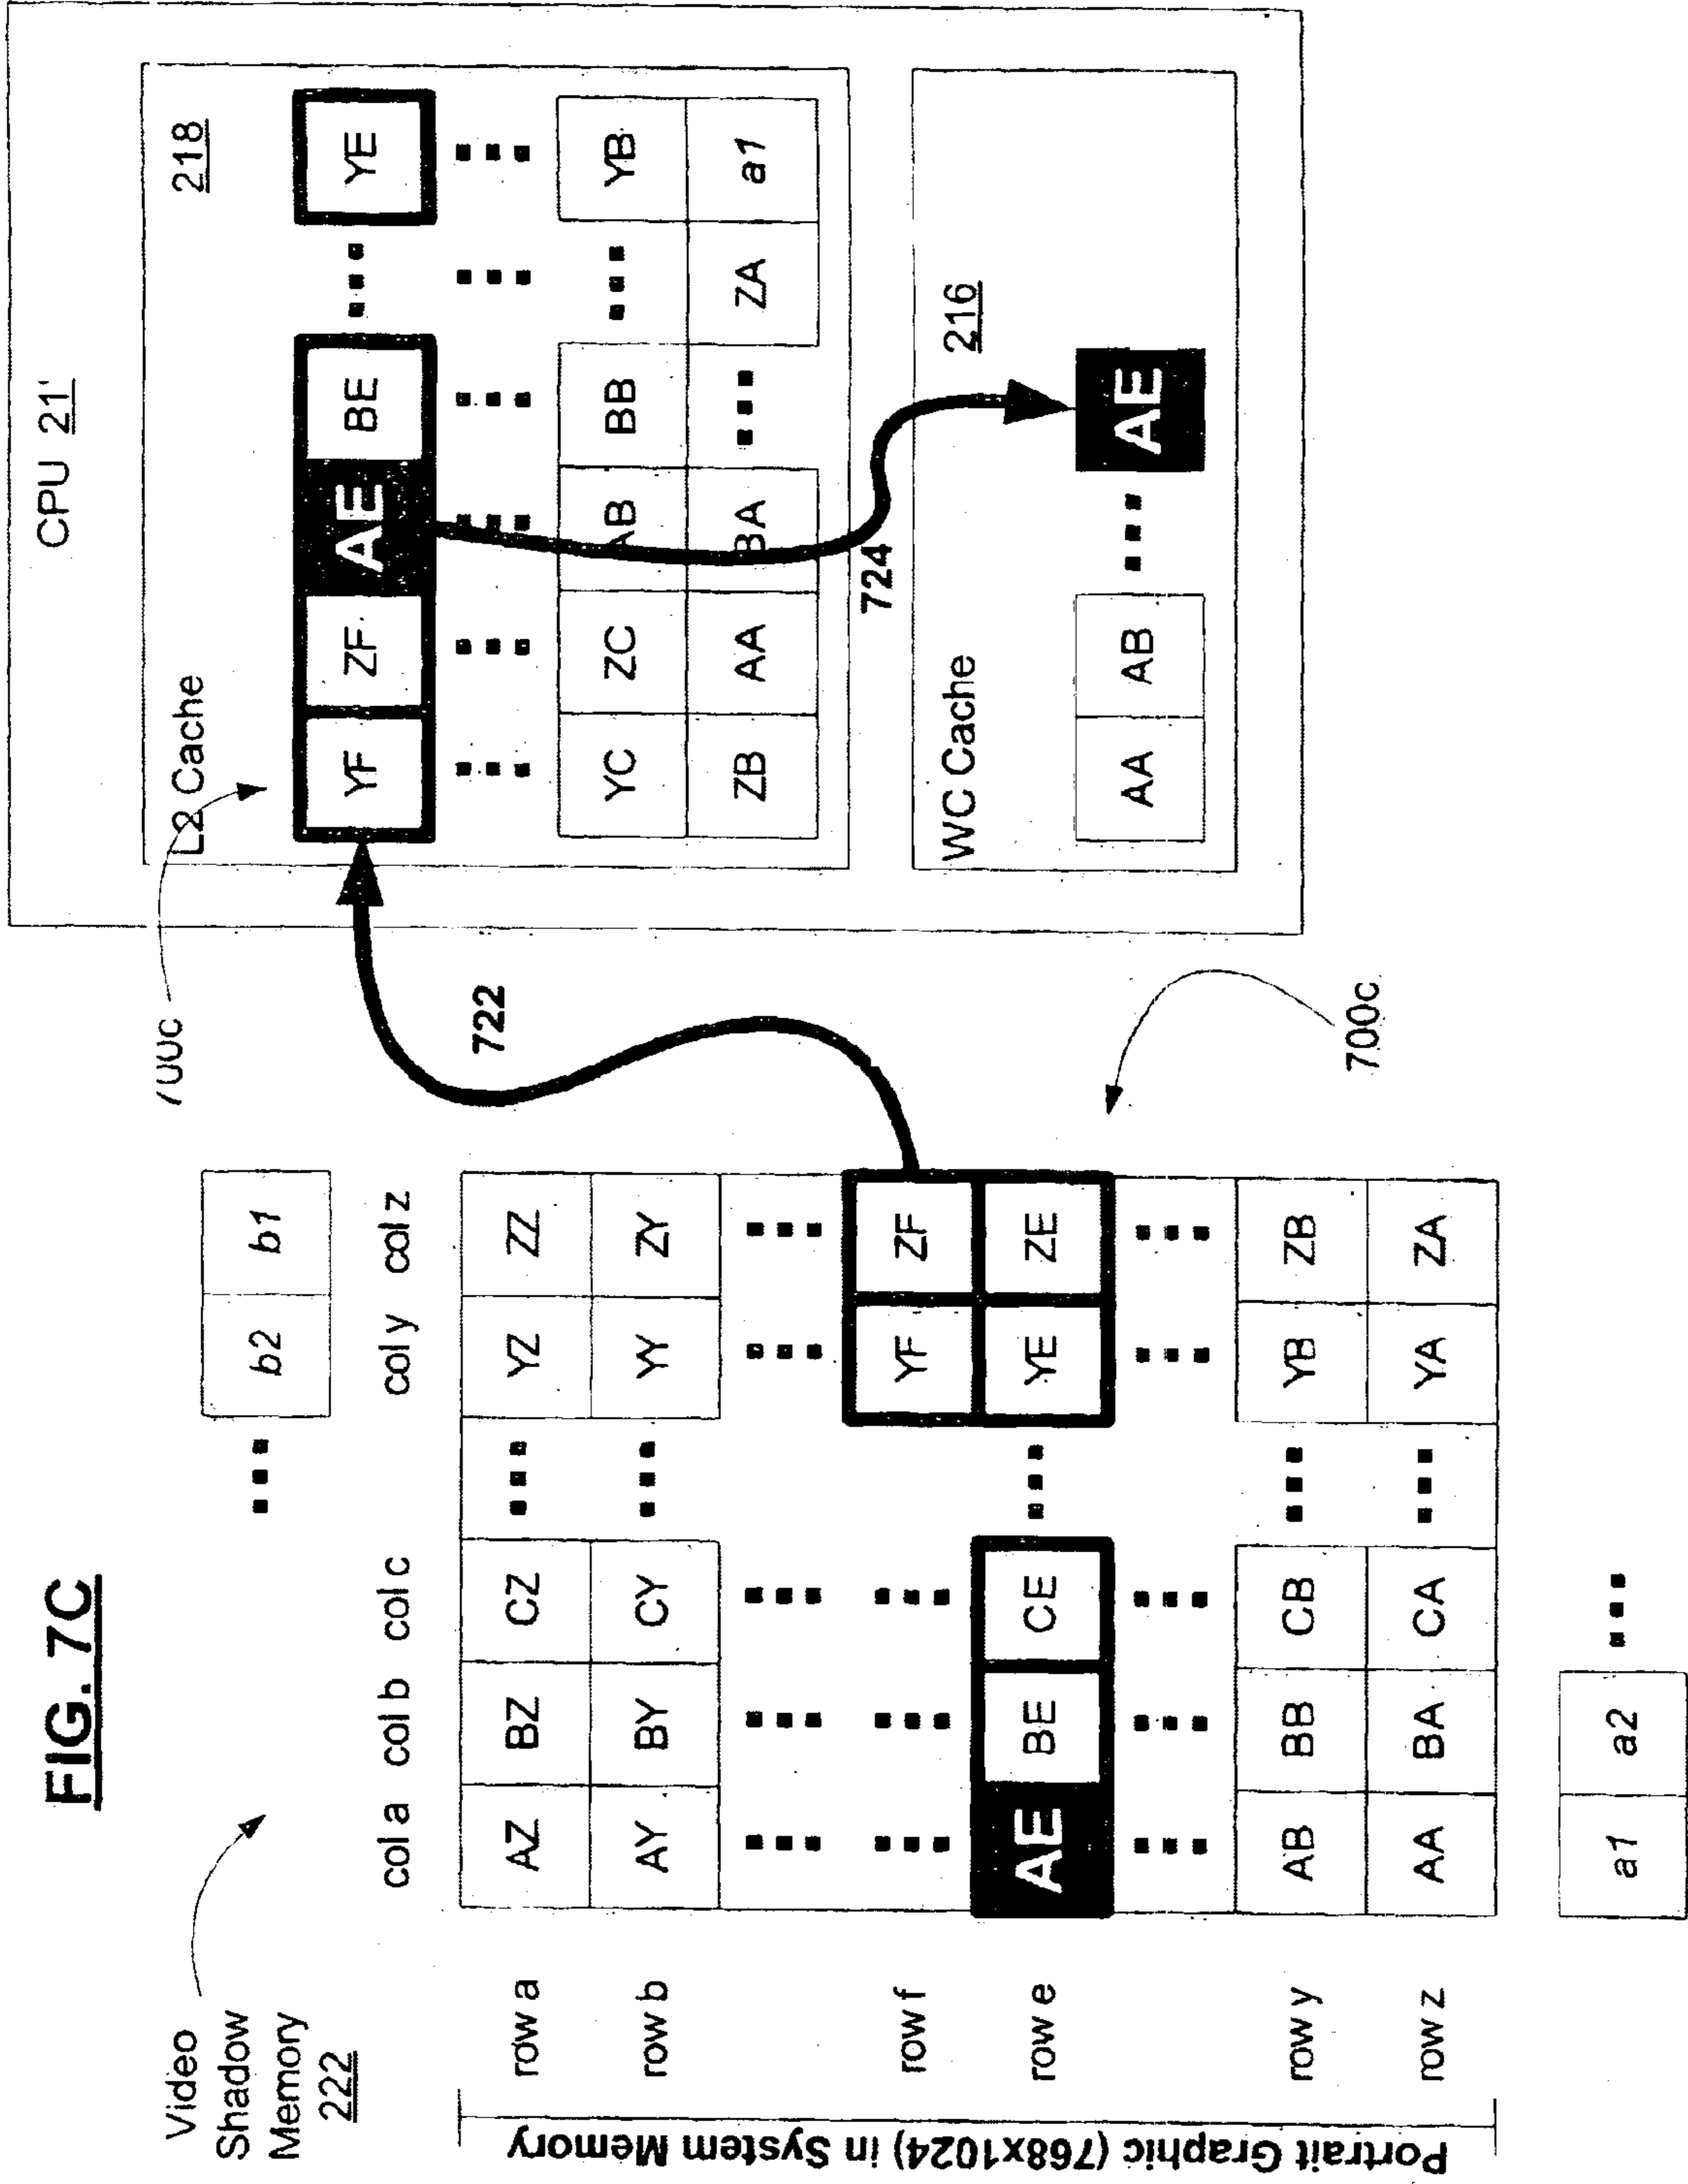 FIG. 7C
Video
Shadow
Memory
222
b2 b1
col a col b col c col y col z
row a AZ BZ CZ ... YZ ZZ
row b AY BY CY ... YY ZY
row f YF ZF
row e AE BE CE ... YE ZE
row y AB BB CB ... YB ZB
row z AA BA CA ... YA ZA
a1 a2 ...
Portrait Graphic (768x1024) in System Memory
700c
722
700c
CPU 21'
L2 Cache 218
YF ZF AE BE ... YE
YC ZC AB BB ... YB
ZB AA BA ... ZA a1
724
WC Cache 216
AA AB ... AE